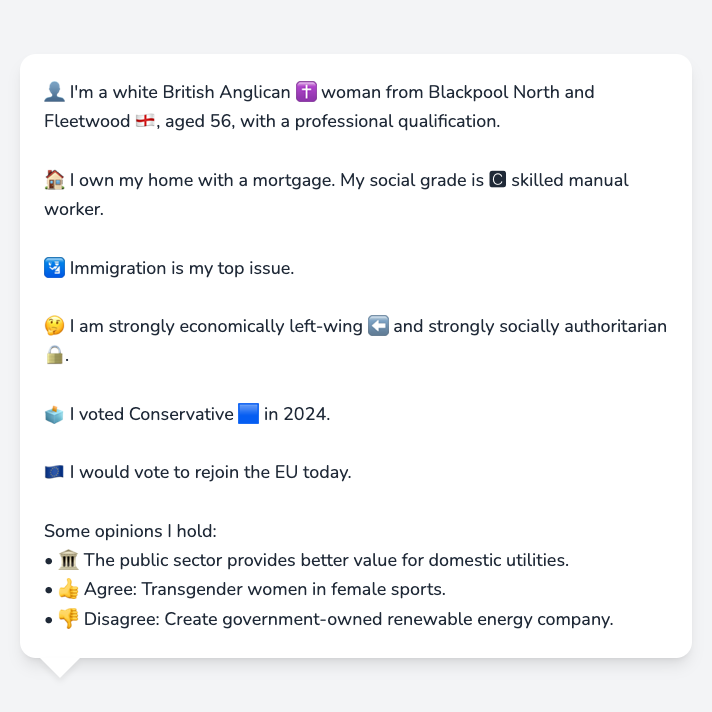 👤 I'm a white British Anglican ✝️ woman from Blackpool North and
Fleetwood 🏴󠁧󠁢󠁥󠁮󠁧󠁿, aged 56, with a professional qualification.
🏠 I own my home with a mortgage. My social grade is 🅲 skilled manual
worker.
🛂 Immigration is my top issue.
🤔 I am strongly economically left-wing ⬅️ and strongly socially authoritarian
🔒.
🗳️ I voted Conservative 🟦 in 2024.
🇪🇺 I would vote to rejoin the EU today.
Some opinions I hold:
• 🏛️ The public sector provides better value for domestic utilities.
• 👍 Agree: Transgender women in female sports.
• 👎 Disagree: Create government-owned renewable energy company.